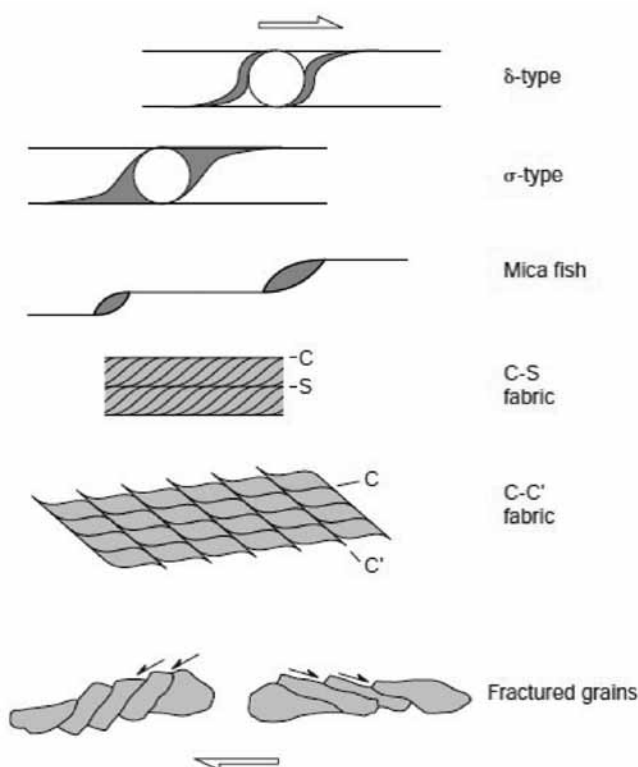 δ-type
σ-type
Mica fish
C
S
C-S
fabric
C
C'
C-C'
fabric
Fractured grains